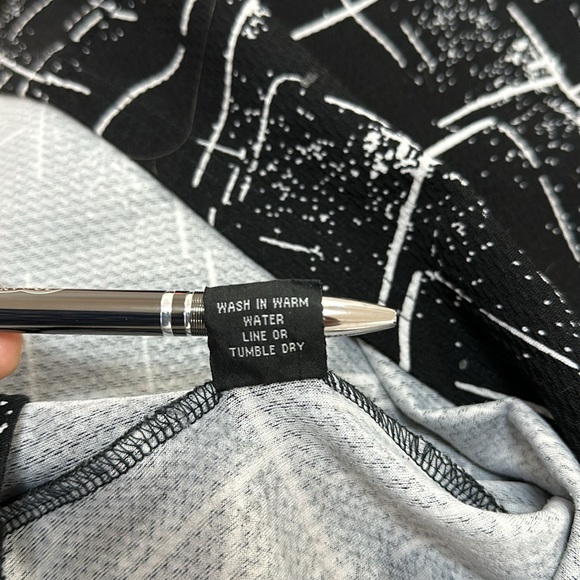 WASH IN WARM
WATER
LINE OR
TUMBLE DRY